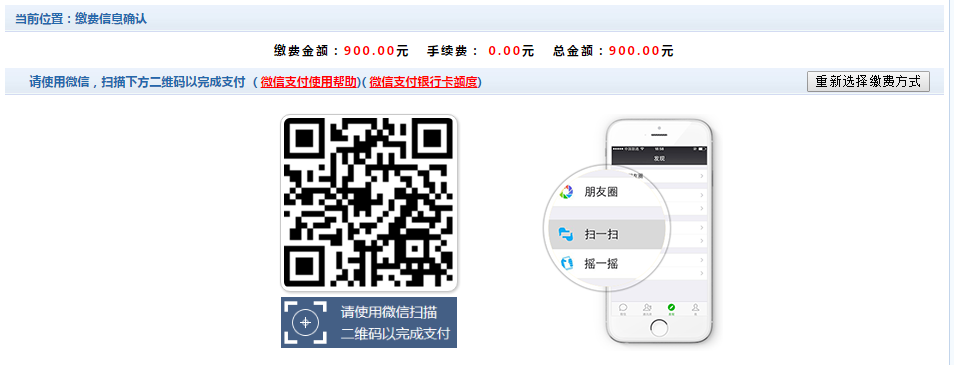 当前位置：缴费信息确认
缴费金额：900.00元 手续费： 0.00元 总金额：900.00元
请使用微信，扫描下方二维码以完成支付 （微信支付使用帮助)( 微信支付银行卡额度)
重新选择缴费方式
发现
朋友圈
扫一扫
摇一摇
请使用微信扫描
二维码以完成支付